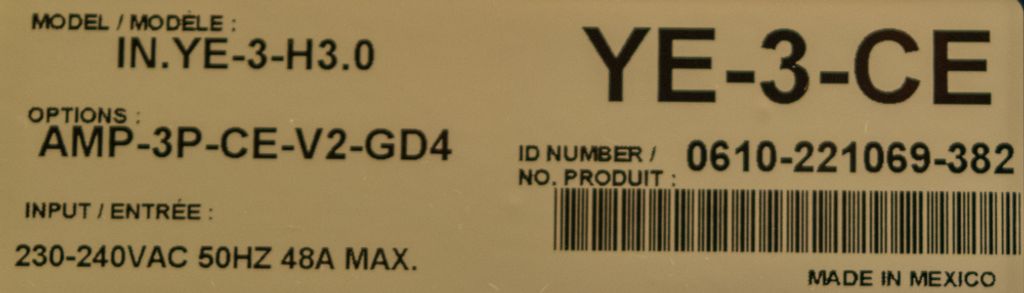 MODEL / MODÈLE :
IN.YE-3-H3.0
OPTIONS :
AMP-3P-CE-V2-GD4
INPUT / ENTRÉE :
230-240VAC 50HZ 48A MAX.
YE-3-CE
ID NUMBER / NO. PRODUIT : 0610-221069-382
MADE IN MEXICO